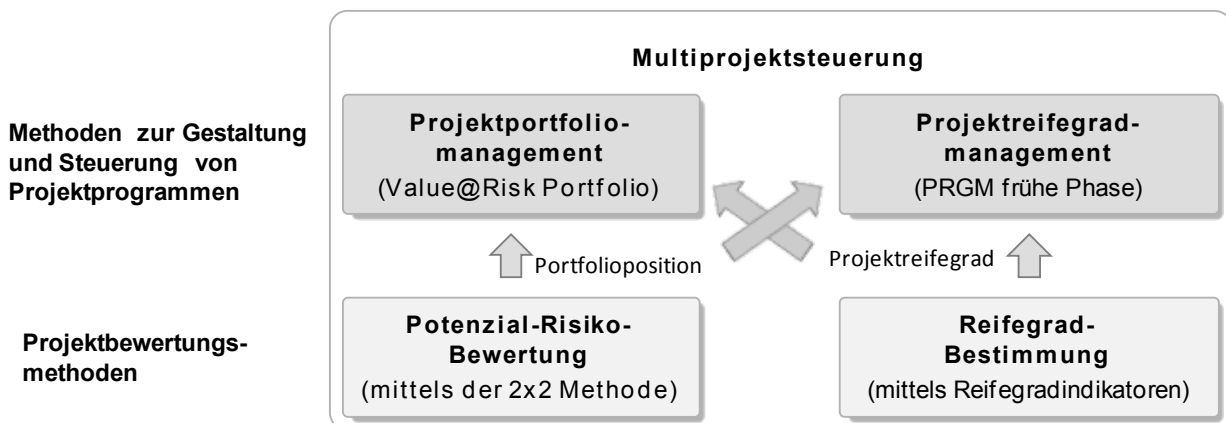 Multiprojektsteuerung
Methoden zur Gestaltung
und Steuerung von
Projektprogrammen
Projektportfolio-
management
(Value@Risk Portfolio)
Projektreifegrad-
management
(PRGM frühe Phase)
Portfolioposition
Projektreifegrad
Projektbewertungs-
methoden
Potenzial-Risiko-
Bewertung
(mittels der 2x2 Methode)
Reifegrad-
Bestimmung
(mittels Reifegradindikatoren)